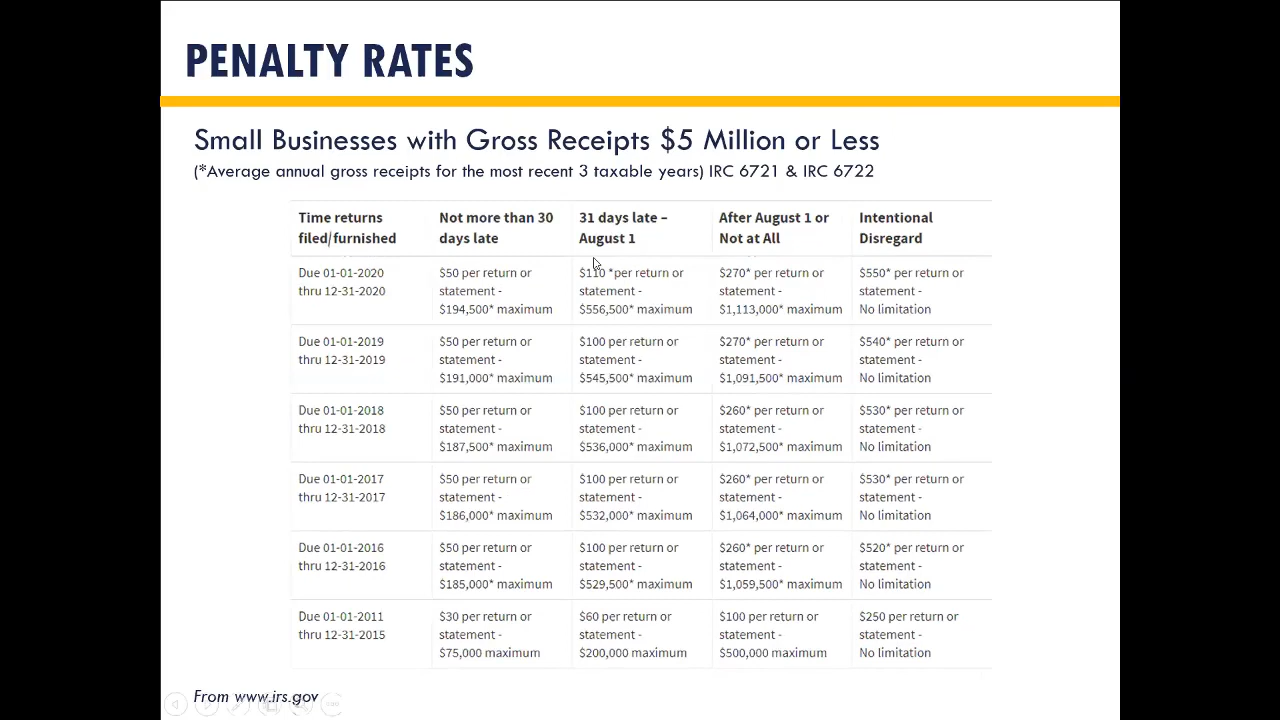 PENALTY RATES
Small Businesses with Gross Receipts $5 Million or Less
(*Average annual gross receipts for the most recent 3 taxable years) IRC 6721 & IRC 6722
Time returns
filed/furnished
Not more than 30
days late
31 days late –
August 1
After August 1 or
Not at All
Intentional
Disregard
Due 01-01-2020
thru 12-31-2020
$50 per return or
statement -
$194,500* maximum
$110 *per return or
statement -
$556,500* maximum
$270* per return or
statement -
$1,113,000* maximum
$550* per return or
statement -
No limitation
Due 01-01-2019
thru 12-31-2019
$50 per return or
statement -
$191,000* maximum
$100 per return or
statement -
$545,500* maximum
$270* per return or
statement -
$1,091,500* maximum
$540* per return or
statement -
No limitation
Due 01-01-2018
thru 12-31-2018
$50 per return or
statement -
$187,500* maximum
$100 per return or
statement -
$536,000* maximum
$260* per return or
statement -
$1,072,500* maximum
$530* per return or
statement -
No limitation
Due 01-01-2017
thru 12-31-2017
$50 per return or
statement -
$186,000* maximum
$100 per return or
statement -
$532,000* maximum
$260* per return or
statement -
$1,064,000* maximum
$530* per return or
statement -
No limitation
Due 01-01-2016
thru 12-31-2016
$50 per return or
statement -
$185,000* maximum
$100 per return or
statement -
$529,500* maximum
$260* per return or
statement -
$1,059,500* maximum
$520* per return or
statement -
No limitation
Due 01-01-2011
thru 12-31-2015
$30 per return or
statement -
$75,000 maximum
$60 per return or
statement -
$200,000 maximum
$100 per return or
statement -
$500,000 maximum
$250 per return or
statement -
No limitation
From www.irs.gov